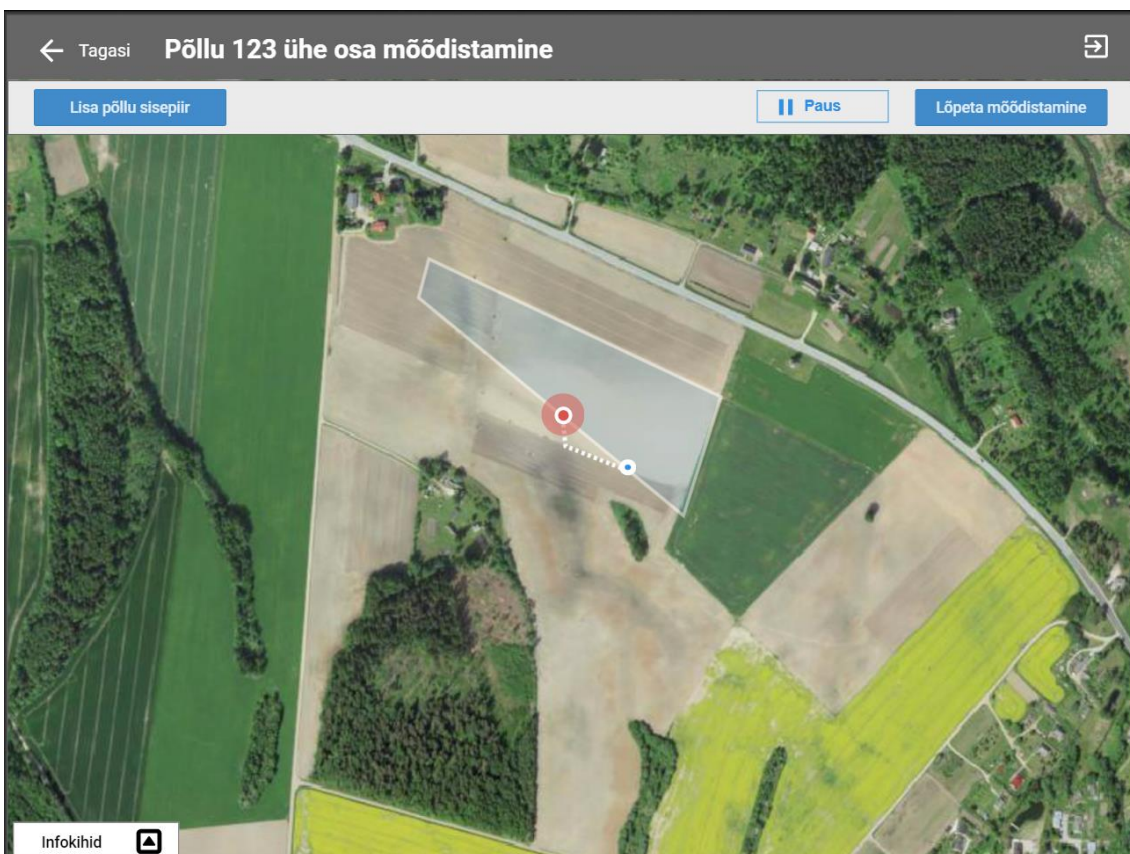 Tagasi Põllu 123 ühe osa mõõdistamine
Lisa põllu sisepiir Paus Lõpeta mõõdistamine
Infokihid